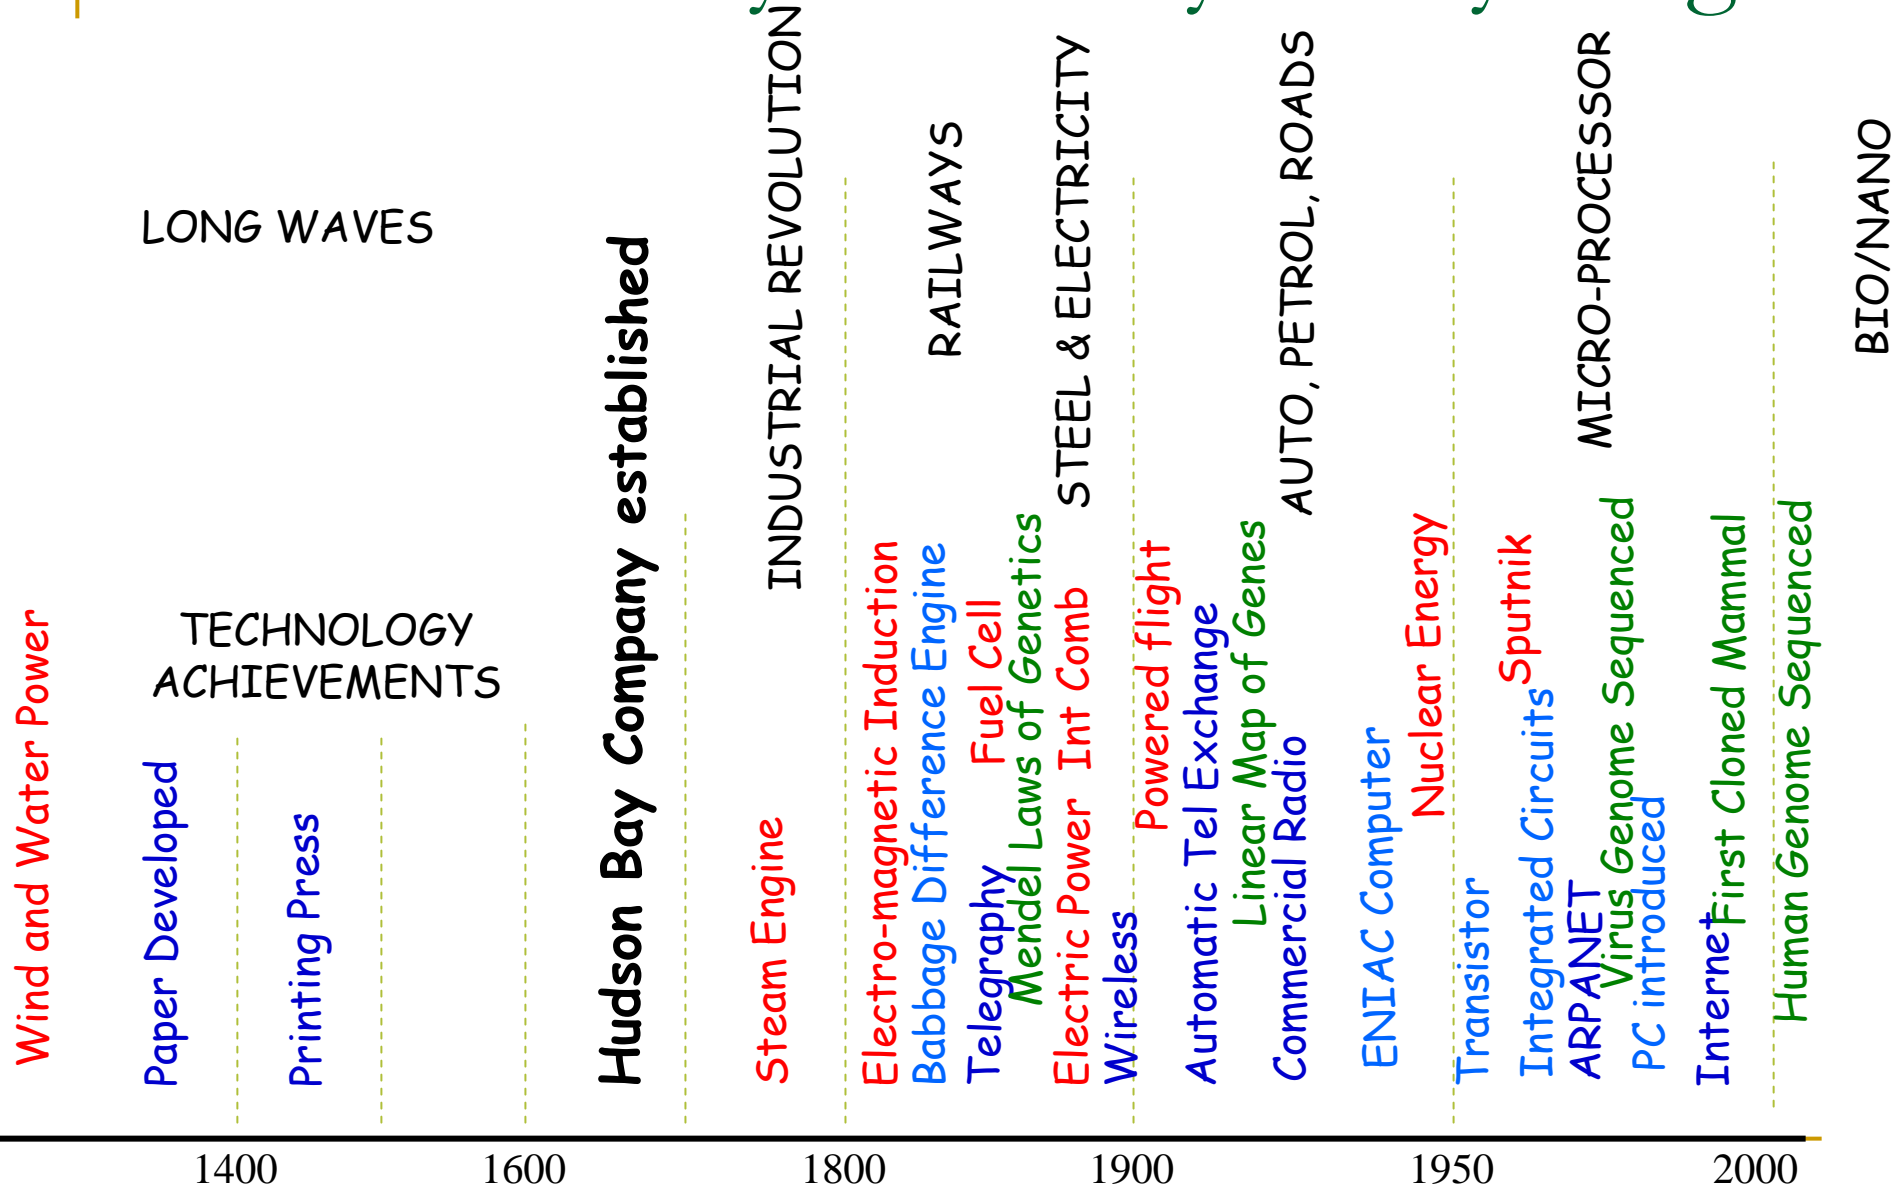 LONG WAVES
INDUSTRIAL REVOLUTION
RAILWAYS
STEEL & ELECTRICITY
AUTO, PETROL, ROADS
MICRO-PROCESSOR
BIO/NANO
TECHNOLOGY
ACHIEVEMENTS
Wind and Water Power
Paper Developed
Printing Press
Hudson Bay Company established
Steam Engine
Electro-magnetic Induction
Babbage Difference Engine
Telegraphy
Fuel Cell
Mendel Laws of Genetics
Electric Power
Int Comb
Wireless
Powered flight
Automatic Tel Exchange
Linear Map of Genes
Commercial Radio
ENIAC Computer
Nuclear Energy
Transistor
Sputnik
Integrated Circuits
ARPANET
Virus Genome Sequenced
PC introduced
Internet
First Cloned Mammal
Human Genome Sequenced
1400
1600
1800
1900
1950
2000